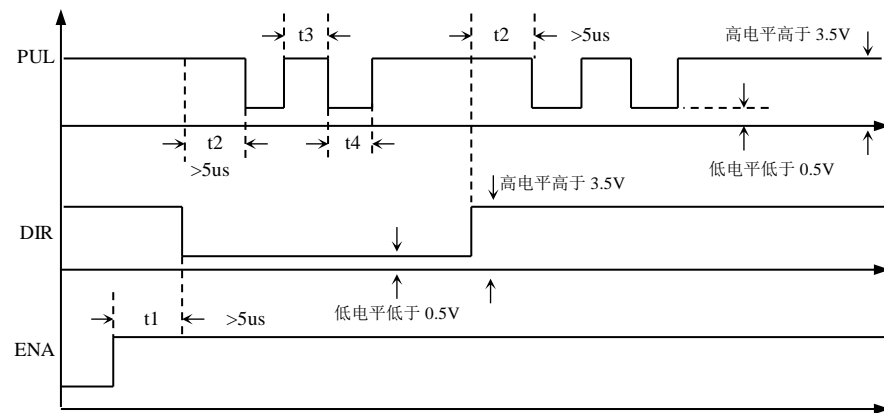 t3
t2
>5us
高电平高于 3.5V
PUL
t2
t4
>5us
低电平低于 0.5V
高电平高于 3.5V
DIR
t1
>5us
低电平低于 0.5V
ENA